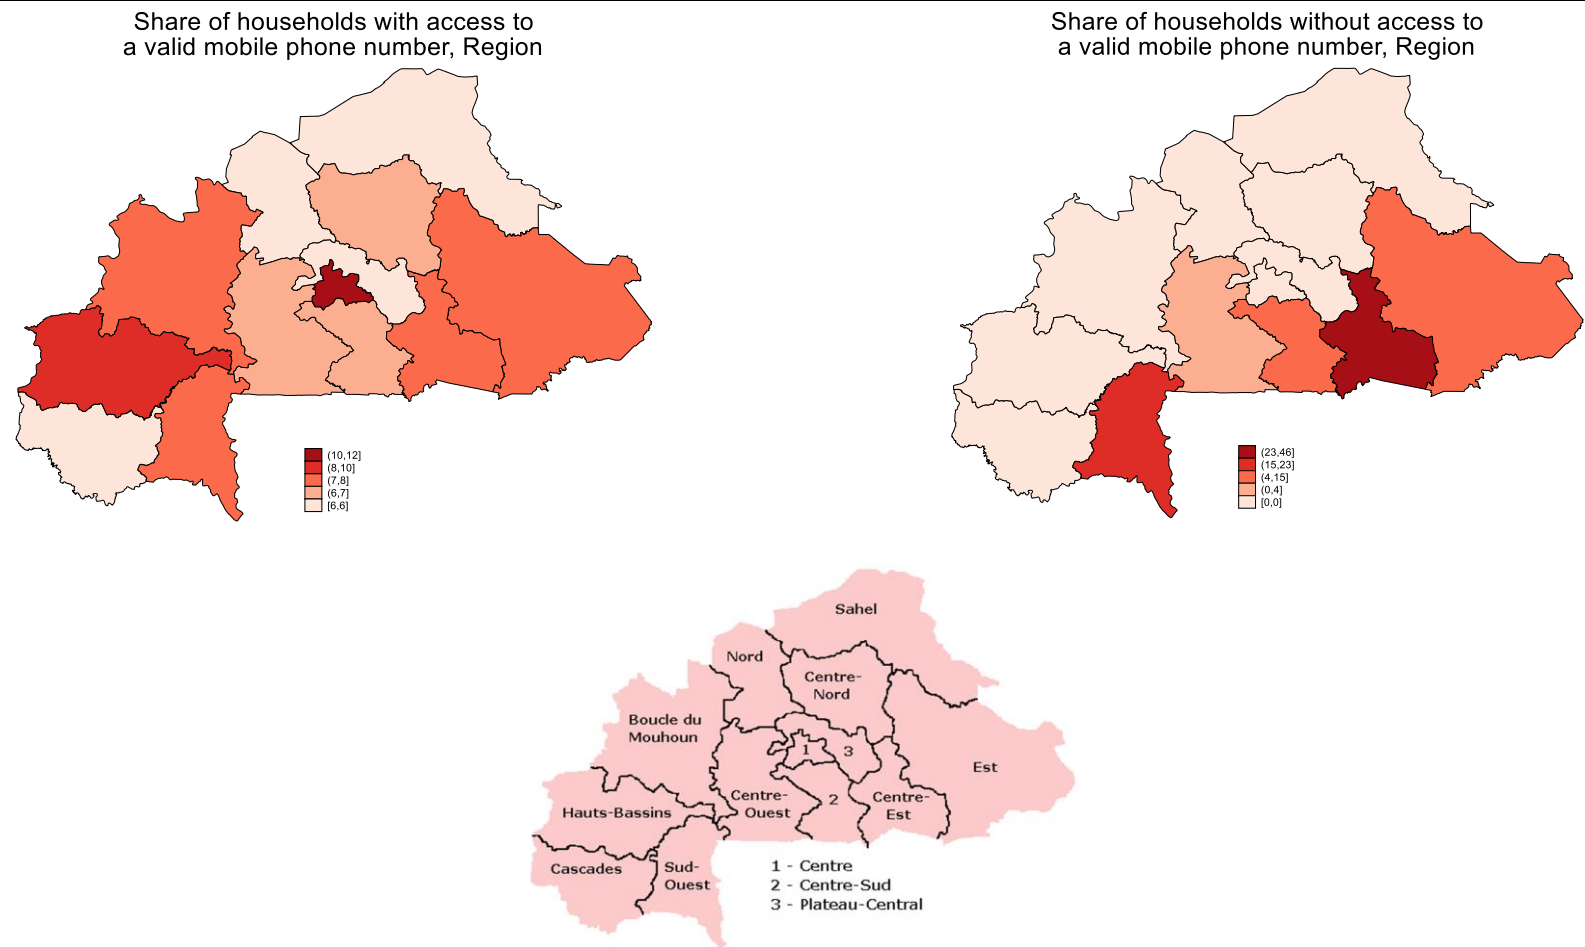 Share of households with access to
a valid mobile phone number, Region
(10,12]
(8,10]
(7,8]
(6,7]
[6,6]
Share of households without access to
a valid mobile phone number, Region
(23,46]
(15,23]
(4,15]
(0,4]
[0,0]
Sahel
Nord
Centre-
Nord
Boucle du
Mouhoun
1
3
Est
Centre-
Ouest
2
Centre-
Est
Hauts-Bassins
Cascades
Sud-
Ouest
1 - Centre
2 - Centre-Sud
3 - Plateau-Central